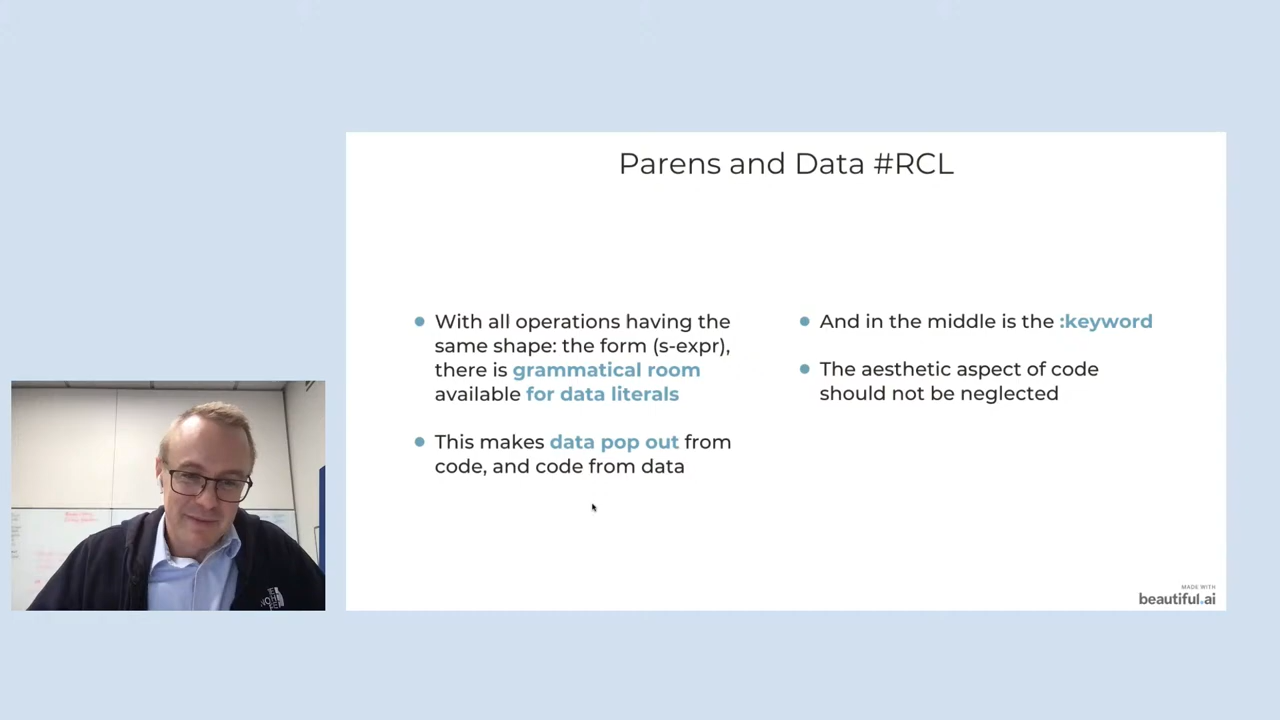 Parens and Data #RCL
With all operations having the
same shape: the form (s-expr),
there is grammatical room
available for data literals
This makes data pop out from
code, and code from data
And in the middle is the :keyword
The aesthetic aspect of code
should not be neglected
MADE WITH
beautiful.ai